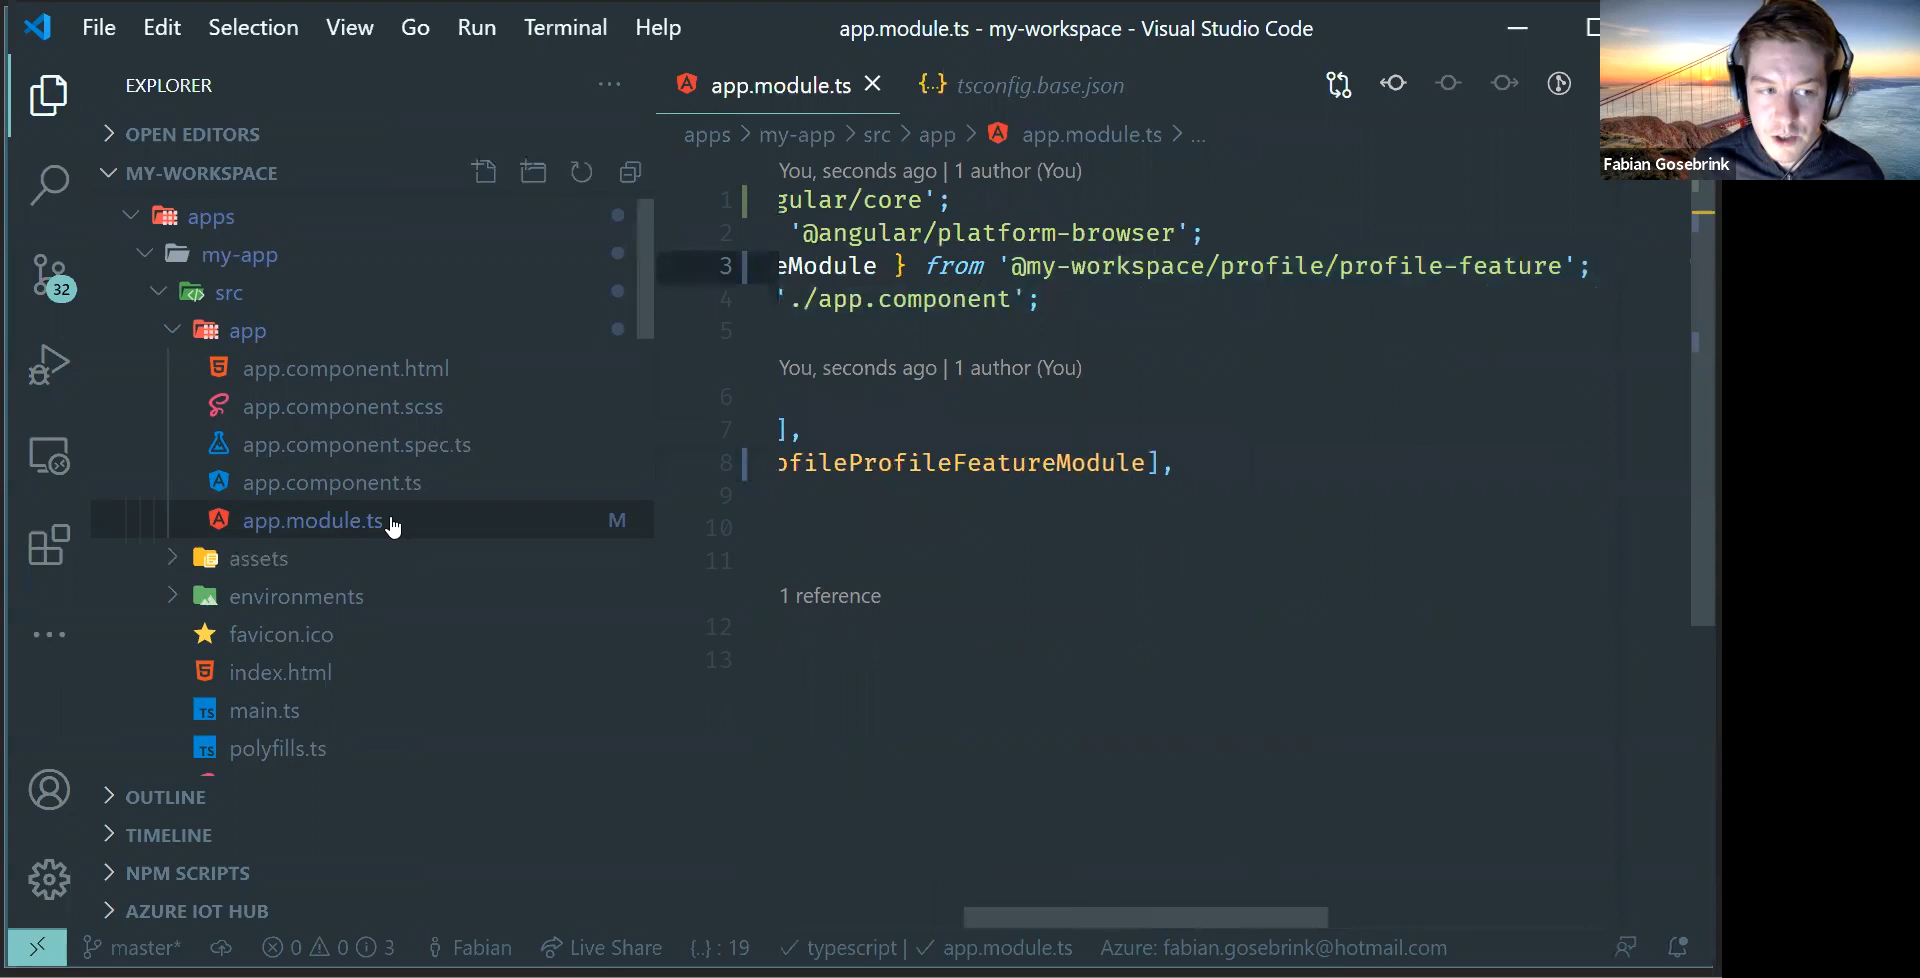 File Edit Selection View Go Run Terminal Help
app.module.ts - my-workspace - Visual Studio Code
Fabian Gosebrink
EXPLORER
OPEN EDITORS
MY-WORKSPACE
apps
my-app
src
app
app.component.html
app.component.scss
app.component.spec.ts
app.component.ts
app.module.ts M
assets
environments
favicon.ico
index.html
main.ts
polyfills.ts
OUTLINE
TIMELINE
NPM SCRIPTS
AZURE IOT HUB
32
app.module.ts
{..} tsconfig.base.json
apps > my-app > src > app > app.module.ts > ...
You, seconds ago | 1 author (You)
1 gular/core';
2 '@angular/platform-browser';
3 eModule } from '@my-workspace/profile/profile-feature';
4 './app.component';
5
You, seconds ago | 1 author (You)
6
7 ],
8 ofileProfileFeatureModule],
9
10
11
1 reference
12
13
master* 0 0 3 Fabian Live Share {..} : 19 typescript | app.module.ts Azure: fabian.gosebrink@hotmail.com